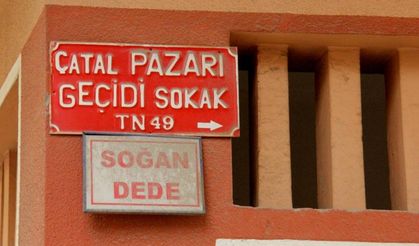 ÇATAL PAZARI
GEÇİDİ SOKAK
TN 49
SOĞAN
DEDE